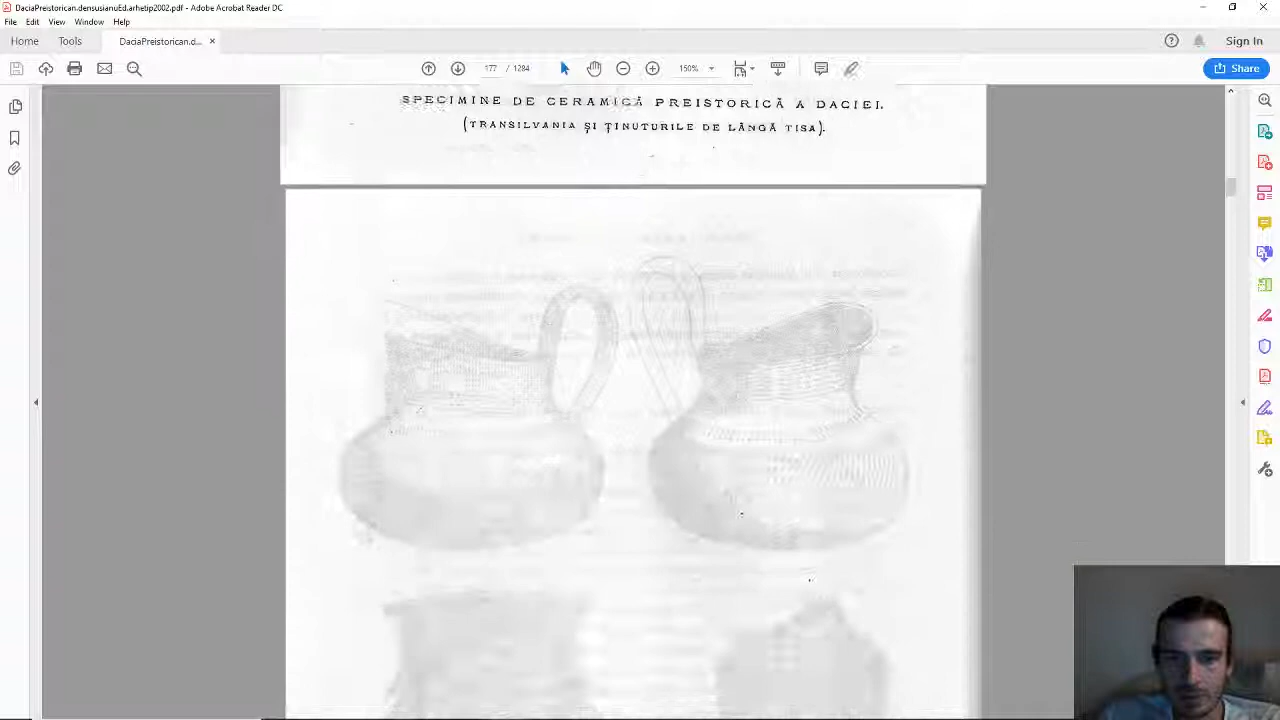 DaciaPreistorican.densusianuEd.arhetip2002.pdf - Adobe Acrobat Reader DC
File Edit View Sign Window Help
Home Tools DaciaPreistorican.d... Sign In
177 / 1284 150% Share
SPECIMINE DE CERAMICĂ PREISTORICĂ A DACIEI.
(TRANSILVANIA ŞI ŢINUTURILE DE LÂNGĂ TISA).